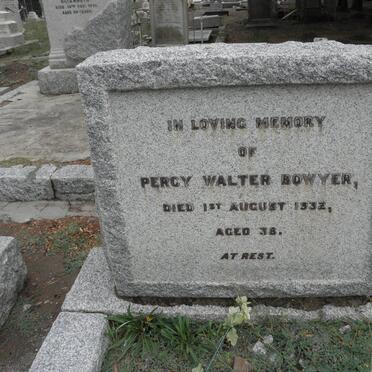 IN LOVING MEMORY
OF
PERCY WALTER BOWYER,
DIED 1ST AUGUST 1932,
AGED 38.
AT REST.